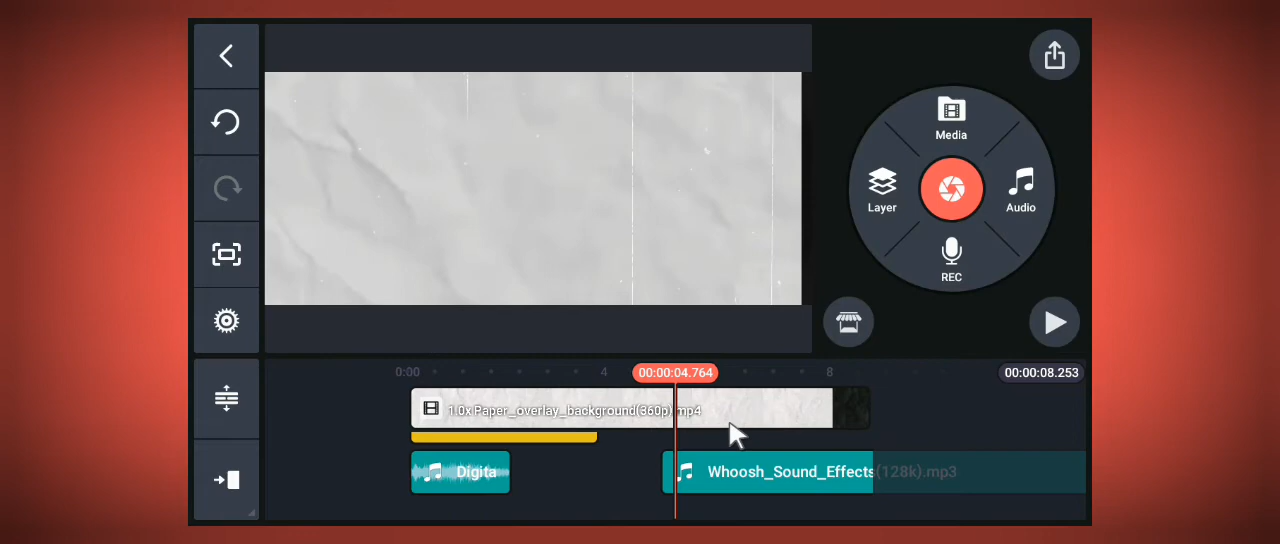 Media
Layer
Audio
REC
0:00
4
00:00:04.764
8
00:00:08.253
1.0x Paper_overlay_background(360p).mp4
Digita
Whoosh_Sound_Effects(128k).mp3